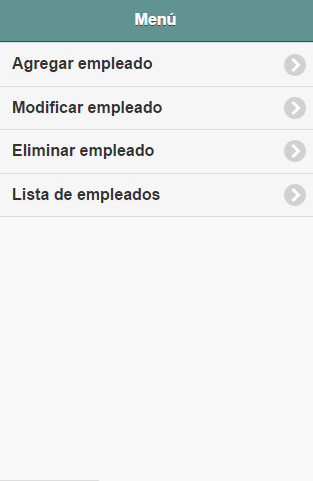 Menú
Agregar empleado
Modificar empleado
Eliminar empleado
Lista de empleados